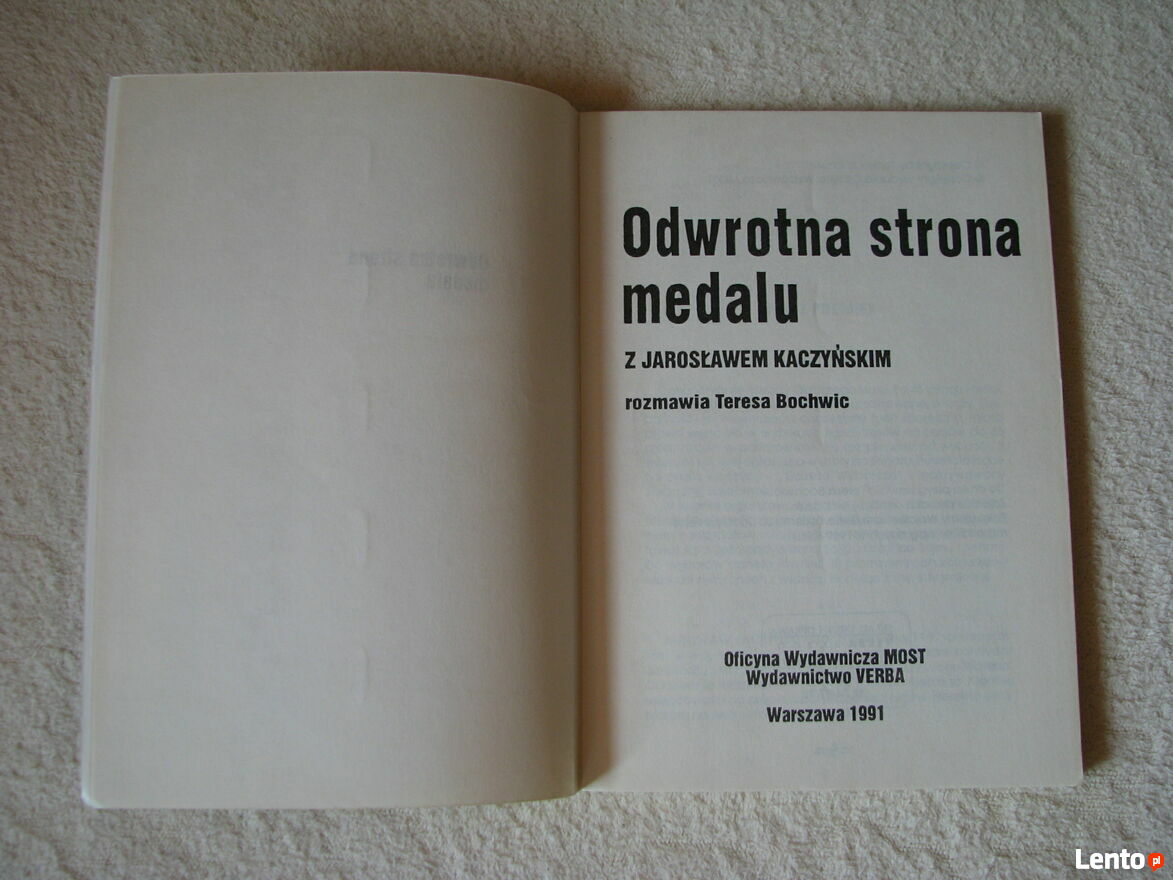 Odwrotna strona
medalu
Z JAROSŁAWEM KACZYŃSKIM
rozmawia Teresa Bochwic
Oficyna Wydawnicza MOST
Wydawnictwo VERBA
Warszawa 1991
Lento pl